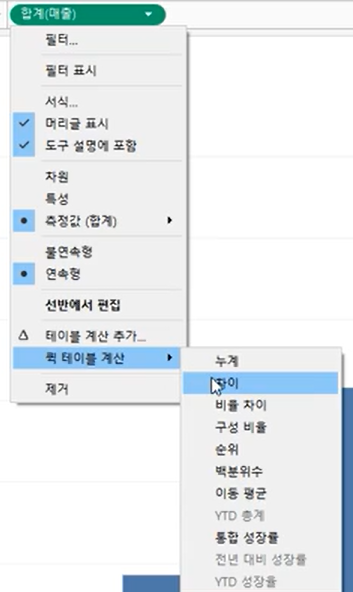 합계(매출)
필터...
필터 표시
서식...
머리글 표시
도구 설명에 포함
차원
특성
측정값 (합계)
불연속형
연속형
선반에서 편집
테이블 계산 추가...
퀵 테이블 계산
제거
누계
차이
비율 차이
구성 비율
순위
백분위수
이동 평균
YTD 총계
통합 성장률
전년 대비 성장률
YTD 성장률